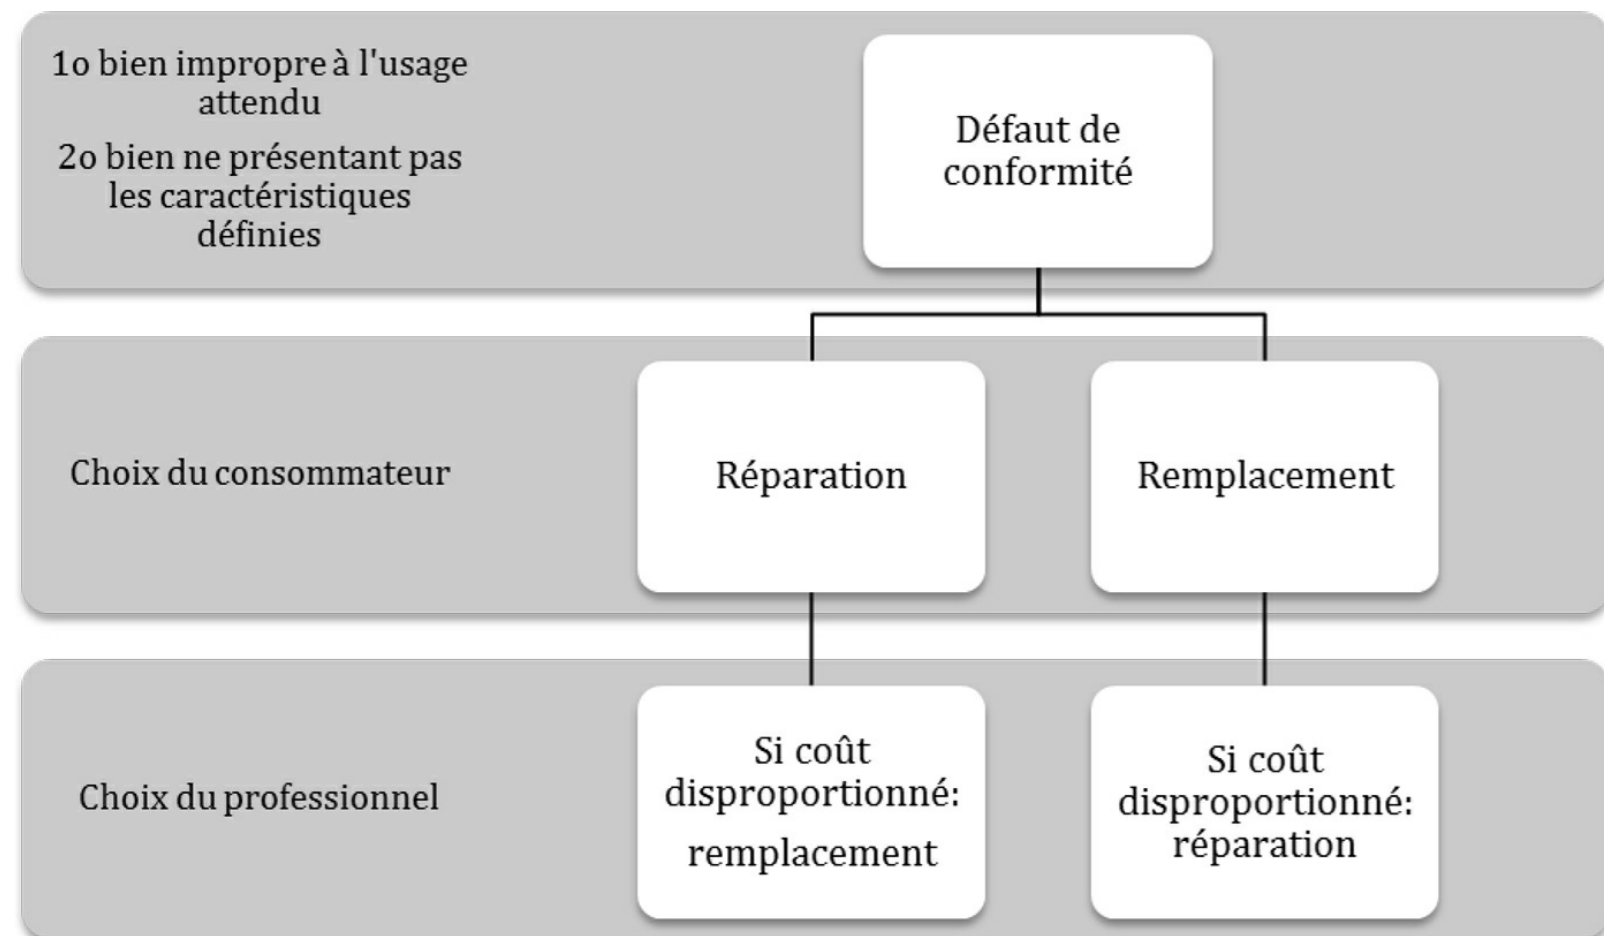 1o bien impropre à l'usage
attendu
2o bien ne présentant pas
les caractéristiques
définies
Défaut de
conformité
Choix du consommateur
Réparation
Remplacement
Choix du professionnel
Si coût
disproportionné:
remplacement
Si coût
disproportionné:
réparation